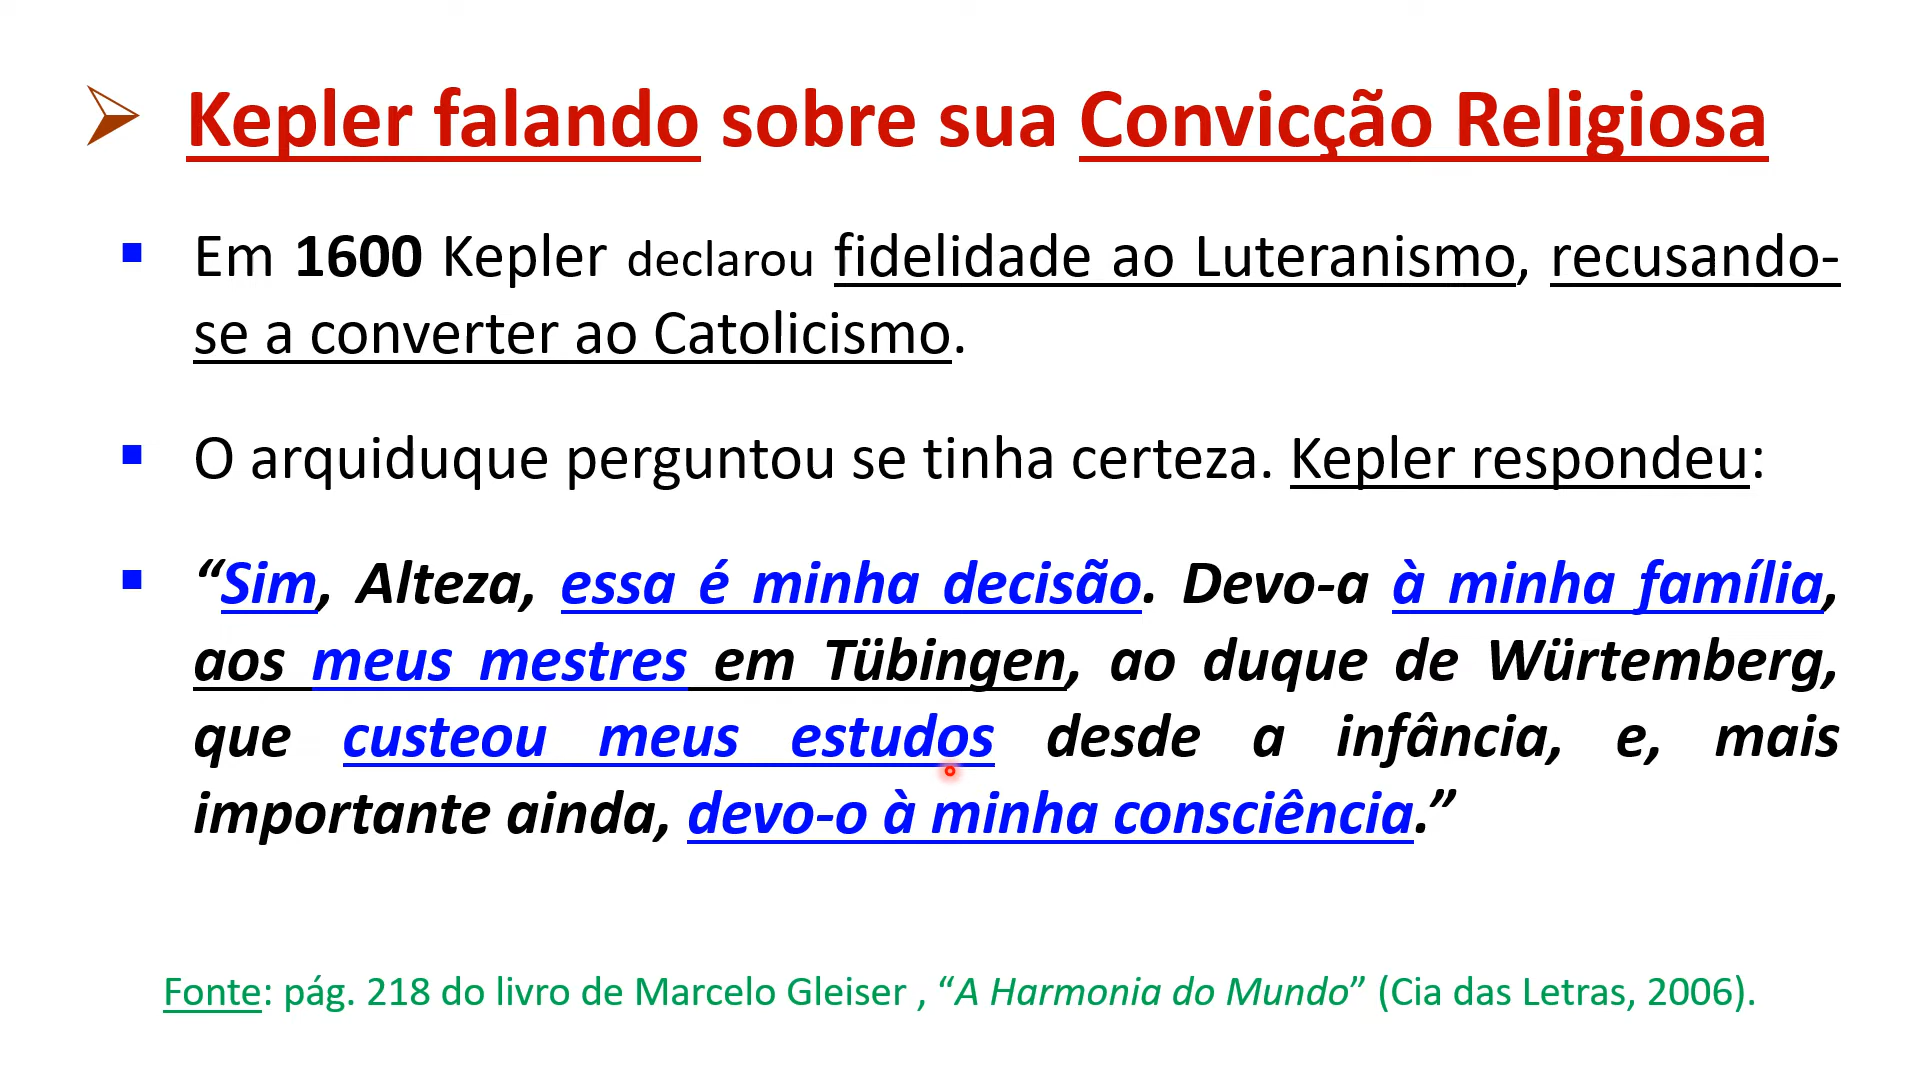 Kepler falando sobre sua Convicção Religiosa
Em 1600 Kepler declarou fidelidade ao Luteranismo, recusando-
se a converter ao Catolicismo.
O arquiduque perguntou se tinha certeza. Kepler respondeu:
“Sim, Alteza, essa é minha decisão. Devo-a à minha família,
aos meus mestres em Tübingen, ao duque de Würtemberg,
que custeou meus estudos desde a infância, e, mais
importante ainda, devo-o à minha consciência.”
Fonte: pág. 218 do livro de Marcelo Gleiser , “A Harmonia do Mundo” (Cia das Letras, 2006).